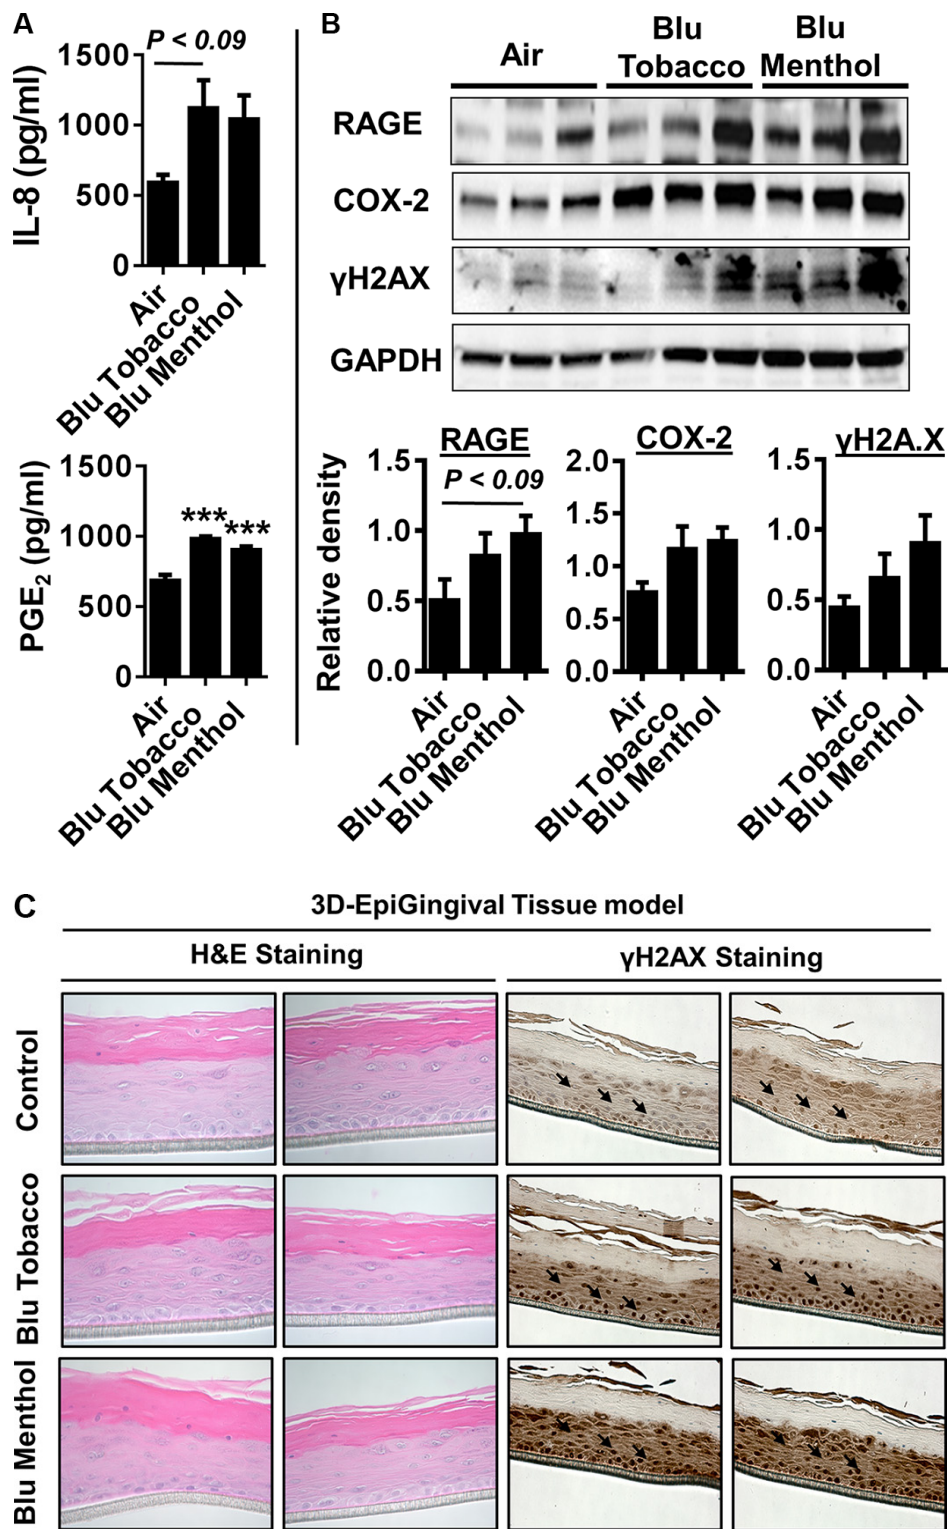 A
P < 0.09
IL-8 (pg/ml)
1500
1000
500
0
Air
Blu Tobacco
Blu Menthol
PGE2 (pg/ml)
1500
1000
500
0
***
***
Air
Blu Tobacco
Blu Menthol
B
Air
Blu
Tobacco
Blu
Menthol
RAGE
COX-2
γH2AX
GAPDH
Relative density
RAGE
P < 0.09
1.5
1.0
0.5
0.0
Air
Blu Tobacco
Blu Menthol
COX-2
2.0
1.5
1.0
0.5
0.0
Air
Blu Tobacco
Blu Menthol
γH2A.X
1.5
1.0
0.5
0.0
Air
Blu Tobacco
Blu Menthol
C
3D-EpiGingival Tissue model
H&E Staining
γH2AX Staining
Control
Blu Tobacco
Blu Menthol